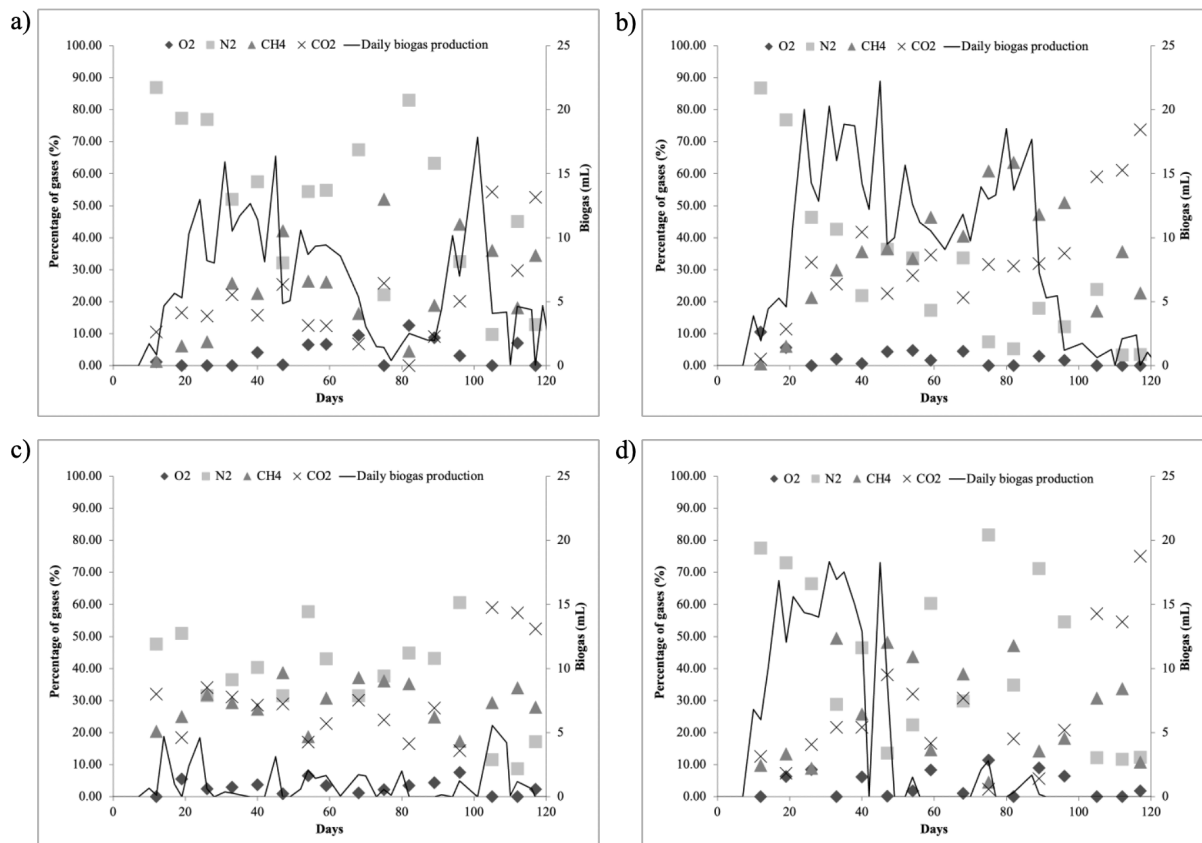 a)
O2 N2 CH4 CO2 Daily biogas production
100.00 25
90.00
80.00 20
70.00
60.00 15
50.00
40.00 10
30.00
20.00 5
10.00
0.00 0
0 20 40 60 80 100 120
Percentage of gases (%)
Biogas (mL)
Days
b)
O2 N2 CH4 CO2 Daily biogas production
100.00 25
90.00
80.00 20
70.00
60.00 15
50.00
40.00 10
30.00
20.00 5
10.00
0.00 0
0 20 40 60 80 100 120
Percentage of gases (%)
Biogas (mL)
Days
c)
O2 N2 CH4 CO2 Daily biogas production
100.00 25
90.00
80.00 20
70.00
60.00 15
50.00
40.00 10
30.00
20.00 5
10.00
0.00 0
0 20 40 60 80 100 120
Percentage of gases (%)
Biogas (mL)
Days
d)
O2 N2 CH4 CO2 Daily biogas production
100.00 25
90.00
80.00 20
70.00
60.00 15
50.00
40.00 10
30.00
20.00 5
10.00
0.00 0
0 20 40 60 80 100 120
Percentage of gases (%)
Biogas (mL)
Days